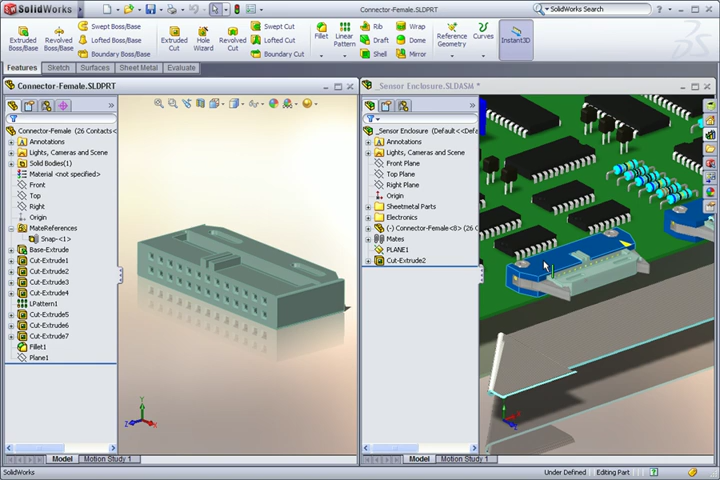 SolidWorks
Connector-Female.SLDPRT
SolidWorks Search
Extruded Boss/Base
Revolved Boss/Base
Swept Boss/Base
Lofted Boss/Base
Boundary Boss/Base
Extruded Cut
Hole Wizard
Revolved Cut
Swept Cut
Lofted Cut
Boundary Cut
Fillet
Linear Pattern
Rib
Draft
Shell
Wrap
Dome
Mirror
Reference Geometry
Curves
Instant3D
Features
Sketch
Surfaces
Sheet Metal
Evaluate
Connector-Female.SLDPRT
Connector-Female (26 Contacts<
Annotations
Lights, Cameras and Scene
Solid Bodies(1)
Material <not specified>
Front
Top
Right
Origin
MateReferences
Snap-<1>
Base-Extrude
Cut-Extrude1
Cut-Extrude2
Cut-Extrude3
Cut-Extrude4
LPattern1
Cut-Extrude5
Cut-Extrude6
Cut-Extrude7
Fillet1
Plane1
Y
X
Z
Model
Motion Study 1
_Sensor Enclosure.SLDASM *
_Sensor Enclosure (Default<<Defa
Annotations
Lights, Cameras and Scene
Front Plane
Top Plane
Right Plane
Origin
Sheetmetal Parts
Electronics
(-) Connector-Female<8> (26 C
Mates
PLANE1
Cut-Extrude2
Model
Motion Study 1
SolidWorks
Under Defined
Editing Part